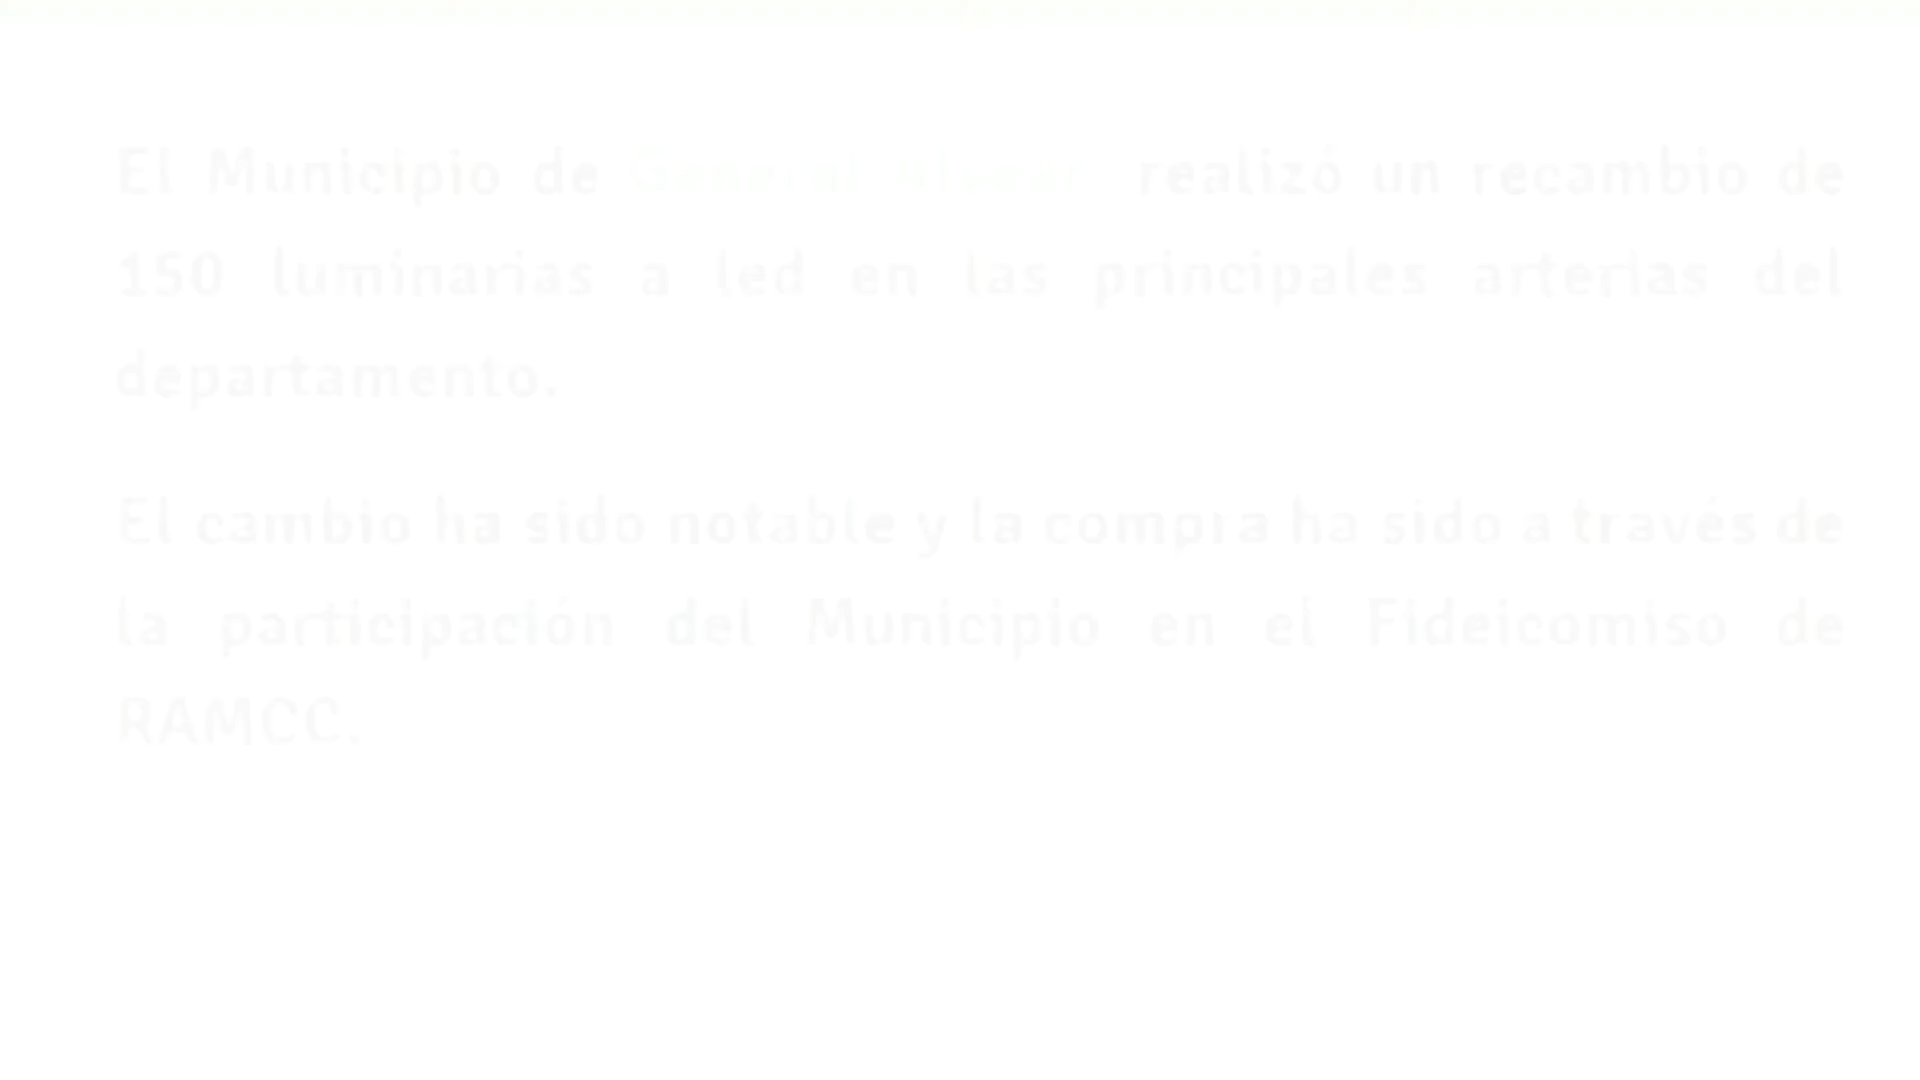 El Municipio de General Alvear realizó un recambio de
150 luminarias a led en las principales arterias del
departamento.
El cambio ha sido notable y la compra ha sido a través de
la participación del Municipio en el Fideicomiso de
RAMCC.